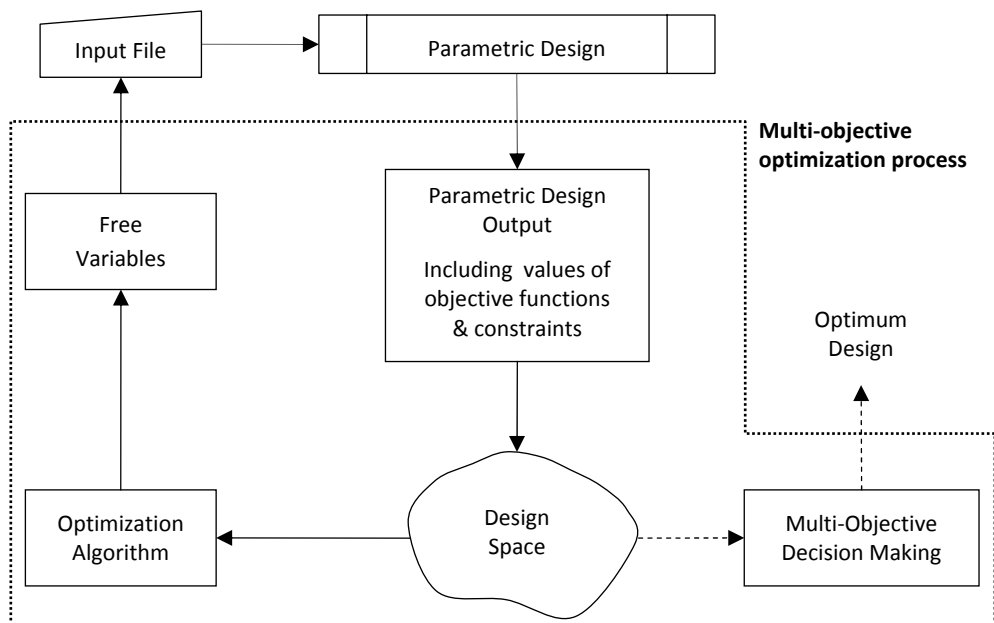 Input File
Parametric Design
Multi-objective
optimization process
Free
Variables
Parametric Design
Output
Including values of
objective functions
& constraints
Optimum
Design
Optimization
Algorithm
Design
Space
Multi-Objective
Decision Making